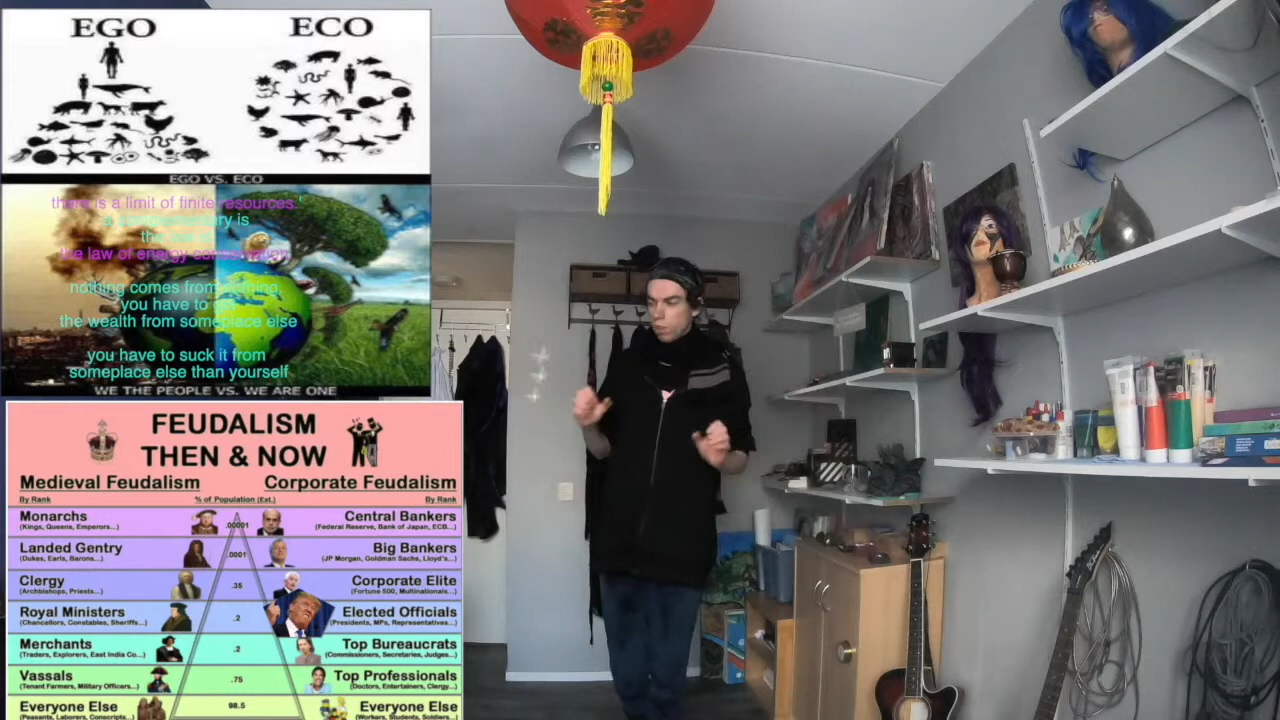 EGO ECO
EGO VS. ECO
there is a limit of finite resources.
is
the law of energy
nothing comes from nothing,
you have to
the wealth from someplace else
you have to suck it from
someplace else than yourself
WE THE PEOPLE VS. WE ARE ONE
FEUDALISM
THEN & NOW
Medieval Feudalism Corporate Feudalism
By Rank % of Population (Est.) By Rank
Monarchs .00001 Central Bankers
(Kings, Queens, Emperors...) (Federal Reserve, Bank of Japan, ECB...)
Landed Gentry .0001 Big Bankers
(Dukes, Earls, Barons...) (JP Morgan, Goldman Sachs, Lloyd's...)
Clergy .35 Corporate Elite
(Archbishops, Priests...) (Fortune 500, Multinationals...)
Royal Ministers .2 Elected Officials
(Chancellors, Constables, Sheriffs...) (Presidents, MPs, Representatives...)
Merchants .2 Top Bureaucrats
(Traders, Explorers, East India Co...) (Commissioners, Secretaries, Judges...)
Vassals .75 Top Professionals
(Tenant Farmers, Military Officers...) (Doctors, Entertainers, Clergy...)
Everyone Else 98.5 Everyone Else
(Peasants, Laborers, Conscripts...) (Workers, Students, Soldiers...)